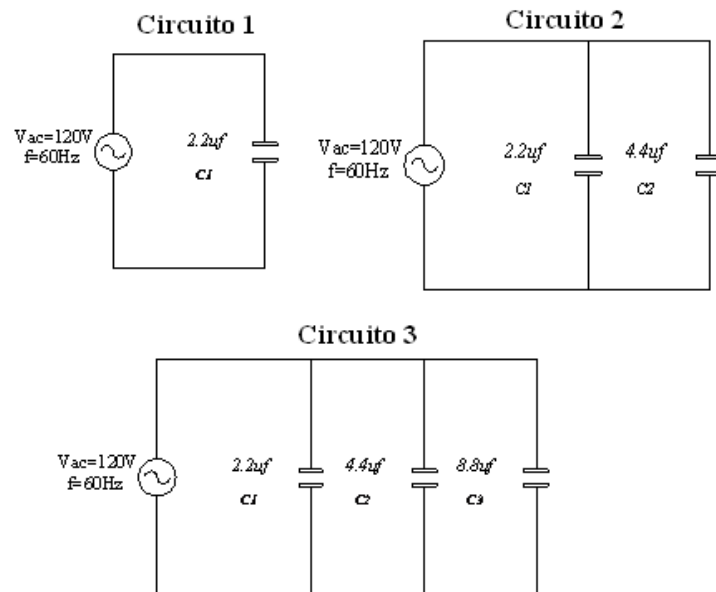 Circuito 1
Vac=120V
f=60Hz
2.2uf
C1
Circuito 2
Vac=120V
f=60Hz
2.2uf
C1
4.4uf
C2
Circuito 3
Vac=120V
f=60Hz
2.2uf
C1
4.4uf
C2
8.8uf
C3